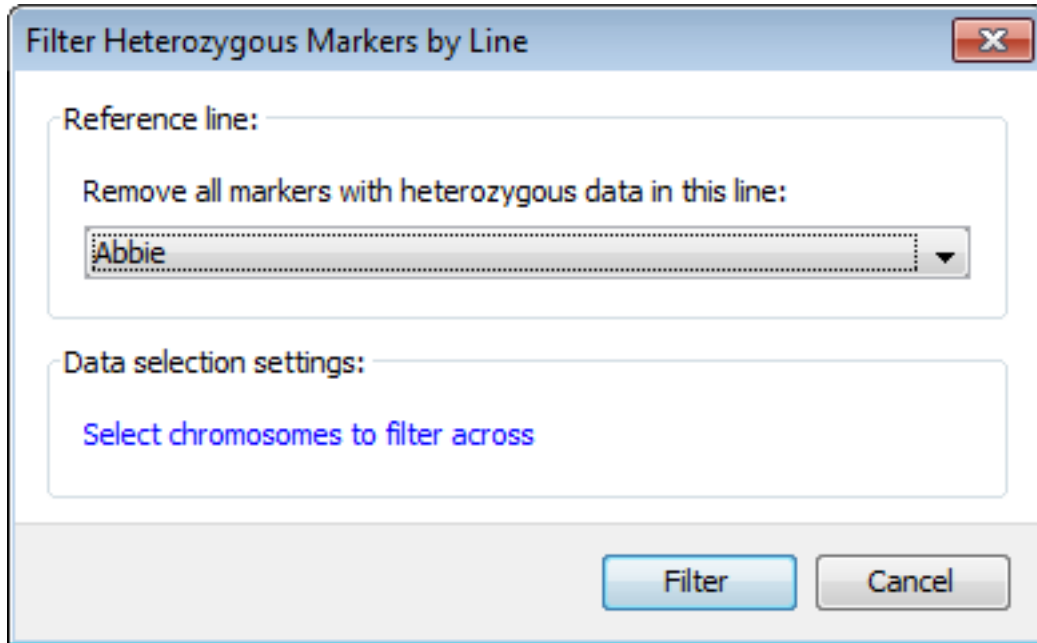 Filter Heterozygous Markers by Line
Reference line:
Remove all markers with heterozygous data in this line:
Abbie
Data selection settings:
Select chromosomes to filter across
Filter
Cancel